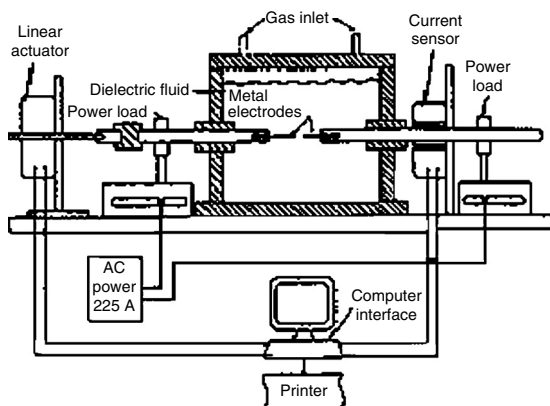 Gas inlet
Linear
actuator
Current
sensor
Dielectric fluid
Metal
electrodes
Power load
Power
load
AC
power
225 A
Computer
interface
Printer